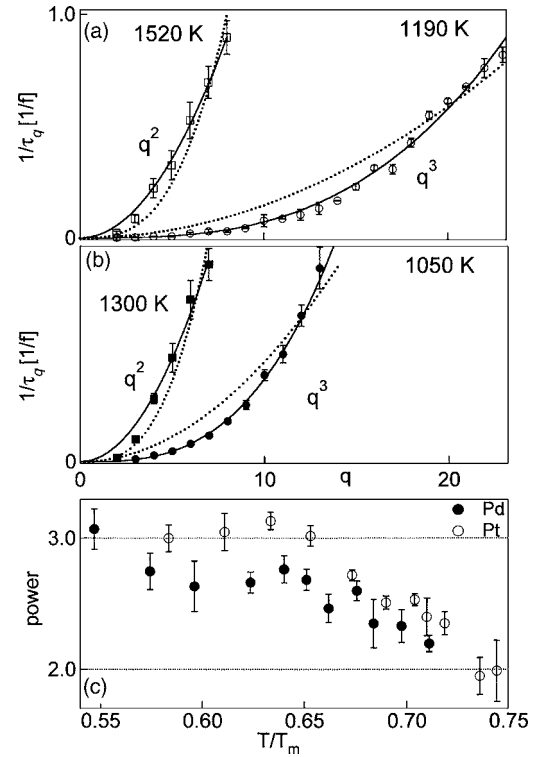 1.0
(a)
1520 K
1190 K
1/τq [1/f]
q2
q3
0
(b)
1300 K
1050 K
1/τq [1/f]
q2
q3
0
0
10
q
20
Pd
Pt
3.0
power
2.0
(c)
0.50
0.60
0.65
0.70
0.75
T/Tm